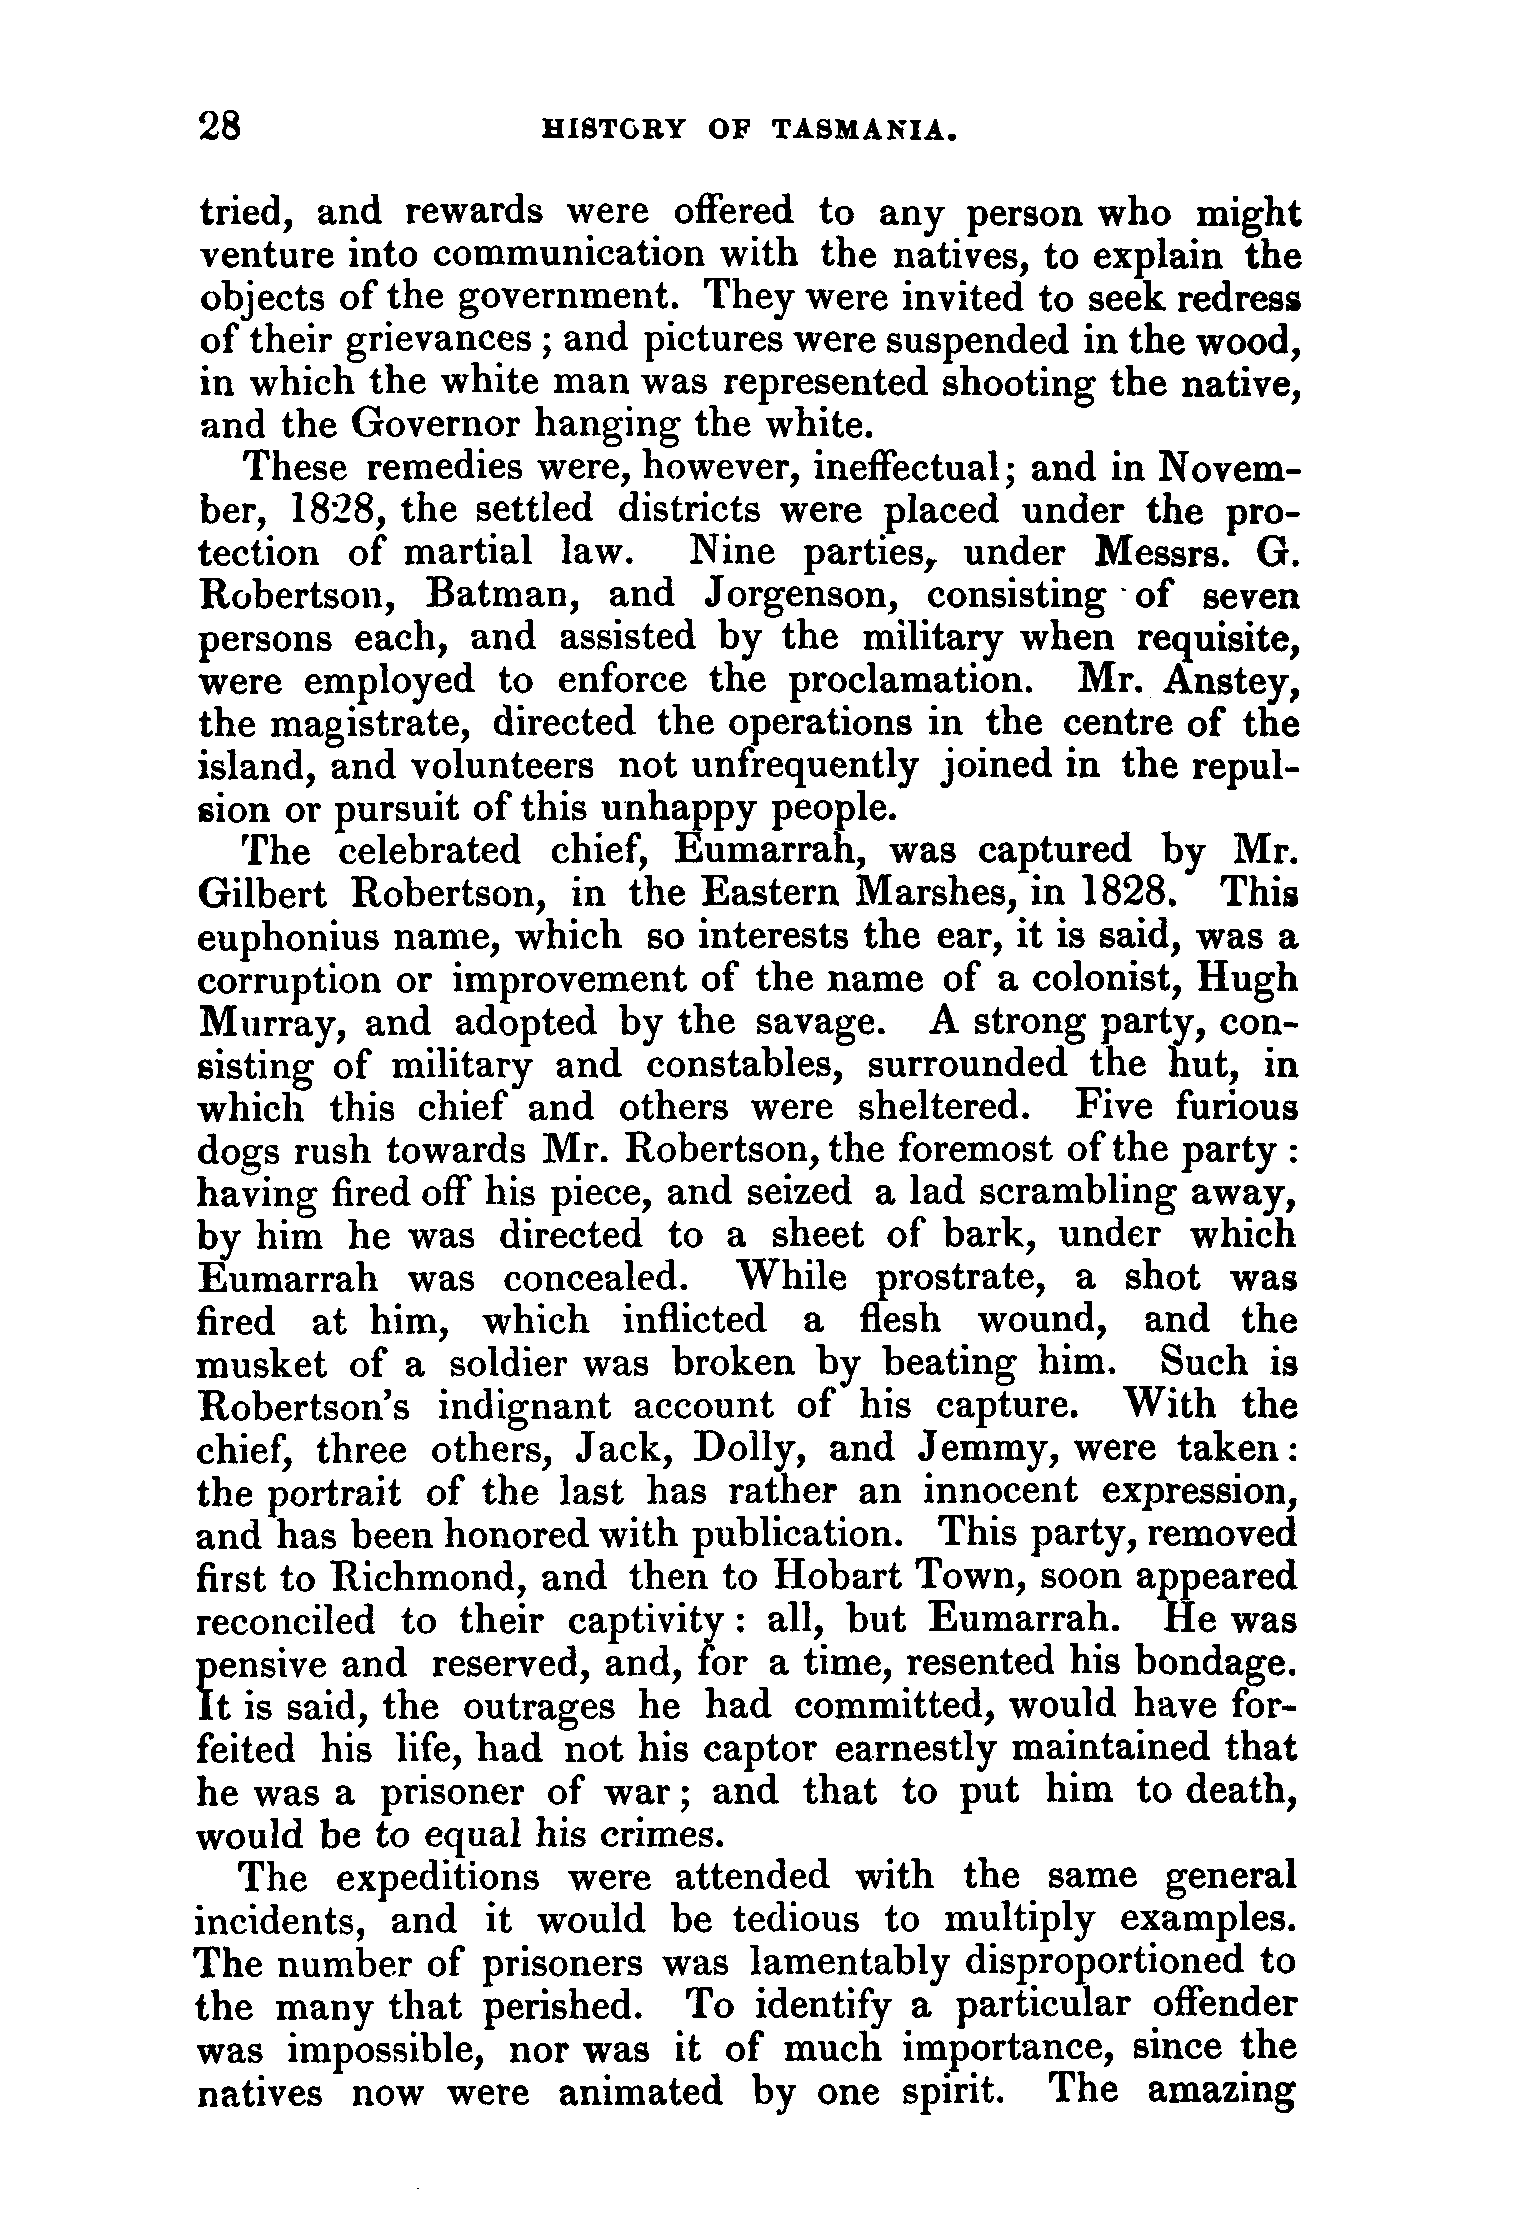 28 HISTORY OF TASMANIA.
tried, and rewards were offered to any person who might
venture into communication with the natives, to explain the
objects of the government. They were invited to seek redress
of their grievances ; and pictures were suspended in the wood,
in which the white man was represented shooting the native,
and the Governor hanging the white.
These remedies were, however, ineffectual; and in Novem-
ber, 1828, the settled districts were placed under the pro-
tection of martial law. Nine parties, under Messrs. G.
Robertson, Batman, and Jorgenson, consisting of seven
persons each, and assisted by the military when requisite,
were employed to enforce the proclamation. Mr. Anstey,
the magistrate, directed the operations in the centre of the
island, and volunteers not unfrequently joined in the repul-
sion or pursuit of this unhappy people.
The celebrated chief, Eumarrah, was captured by Mr.
Gilbert Robertson, in the Eastern Marshes, in 1828. This
euphonius name, which so interests the ear, it is said, was a
corruption or improvement of the name of a colonist, Hugh
Murray, and adopted by the savage. A strong party, con-
sisting of military and constables, surrounded the hut, in
which this chief and others were sheltered. Five furious
dogs rush towards Mr. Robertson, the foremost of the party :
having fired off his piece, and seized a lad scrambling away,
by him he was directed to a sheet of bark, under which
Eumarrah was concealed. While prostrate, a shot was
fired at him, which inflicted a flesh wound, and the
musket of a soldier was broken by beating him. Such is
Robertson's indignant account of his capture. With the
chief, three others, Jack, Dolly, and Jemmy, were taken:
the portrait of the last has rather an innocent expression,
and has been honored with publication. This party, removed
first to Richmond, and then to Hobart Town, soon appeared
reconciled to their captivity : all, but Eumarrah. He was
pensive and reserved, and, for a time, resented his bondage.
It is said, the outrages he had committed, would have for-
feited his life, had not his captor earnestly maintained that
he was a prisoner of war ; and that to put him to death,
would be to equal his crimes.
The expeditions were attended with the same general
incidents, and it would be tedious to multiply examples.
The number of prisoners was lamentably disproportioned to
the many that perished. To identify a particular offender
was impossible, nor was it of much importance, since the
natives now were animated by one spirit. The amazing